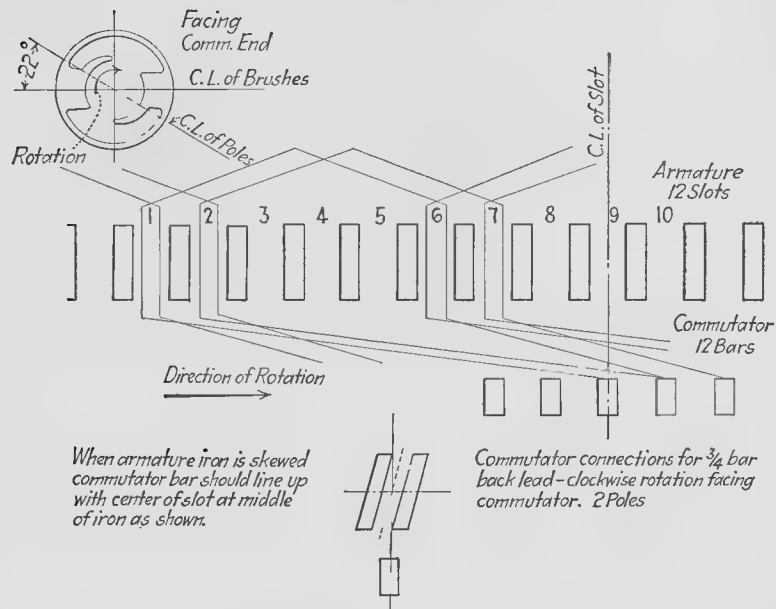 Facing
Comm. End
22°
C.L. of Brushes
C.L. of Poles
Rotation
C.L. of Slot
Armature
12 Slots
1 2 3 4 5 6 7 8 9 10
Commutator
12 Bars
Direction of Rotation
When armature iron is skewed
commutator bar should line up
with center of slot at middle
of iron as shown.
Commutator connections for 3/4 bar
back lead-clockwise rotation facing
commutator. 2 Poles